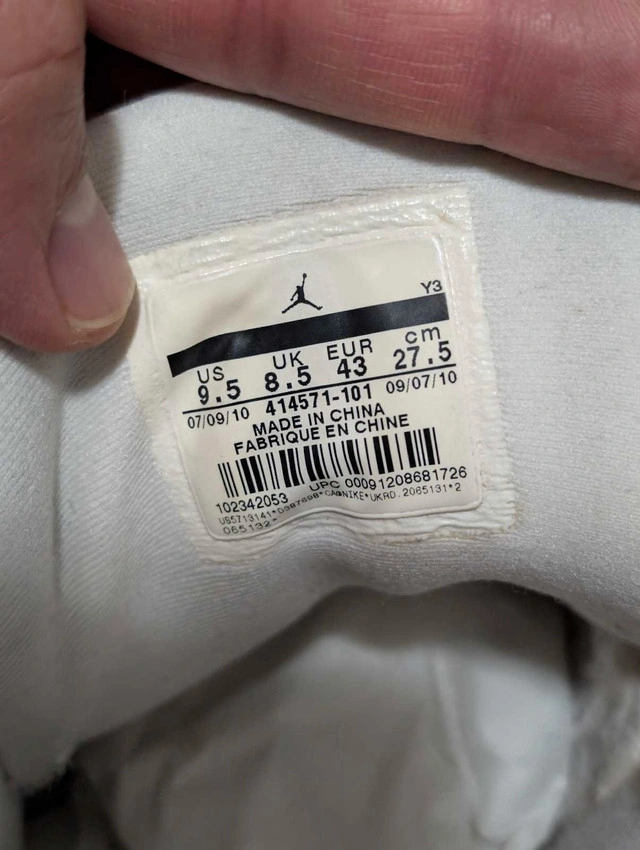 Y3
US UK EUR cm
9.5 8.5 43 27.5
07/09/10 414571-101 09/07/10
MADE IN CHINA
FABRIQUE EN CHINE
102342053 UPC 00091208681726